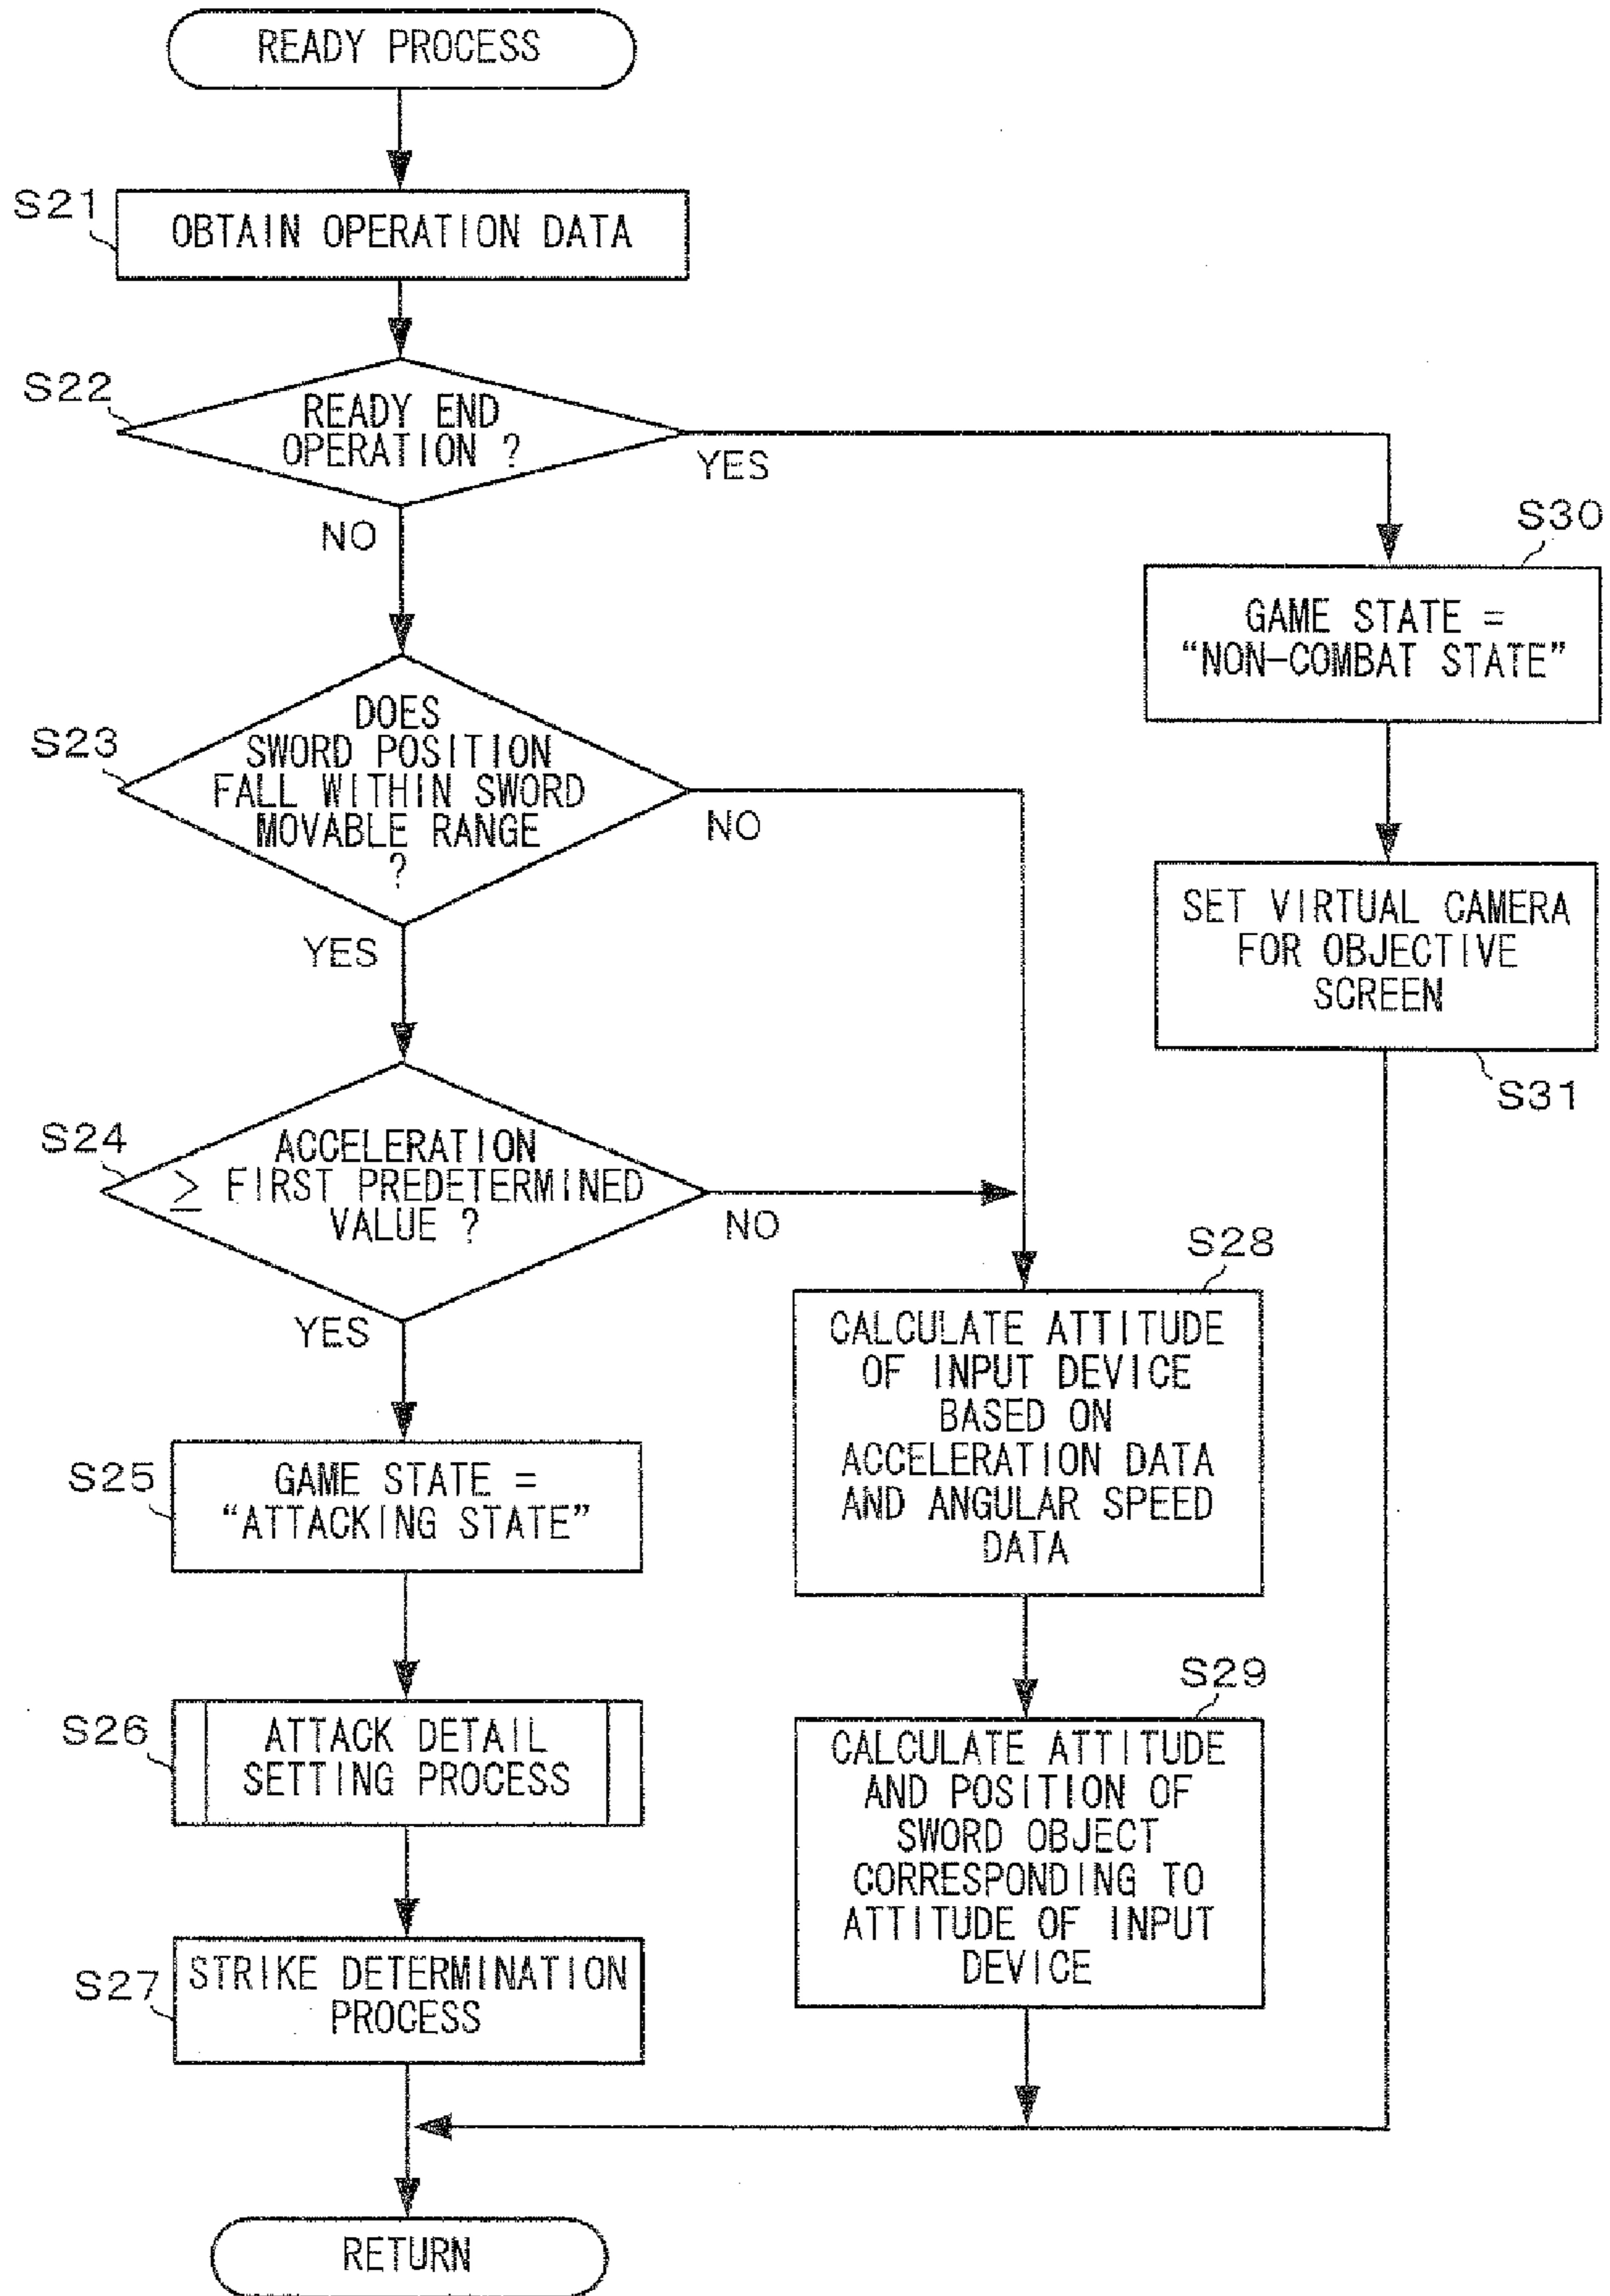 READY PROCESS
S21
OBTAIN OPERATION DATA
S22
READY END
OPERATION ?
YES
NO
S30
GAME STATE =
“NON-COMBAT STATE”
S23
DOES
SWORD POSITION
FALL WITHIN SWORD
MOVABLE RANGE
?
NO
YES
SET VIRTUAL CAMERA
FOR OBJECTIVE
SCREEN
S31
S24
ACCELERATION
≥ FIRST PREDETERMINED
VALUE ?
NO
YES
S28
CALCULATE ATTITUDE
OF INPUT DEVICE
BASED ON
ACCELERATION DATA
AND ANGULAR SPEED
DATA
S25
GAME STATE =
“ATTACKING STATE”
S29
CALCULATE ATTITUDE
AND POSITION OF
SWORD OBJECT
CORRESPONDING TO
ATTITUDE OF INPUT
DEVICE
S26
ATTACK DETAIL
SETTING PROCESS
S27
STRIKE DETERMINATION
PROCESS
RETURN